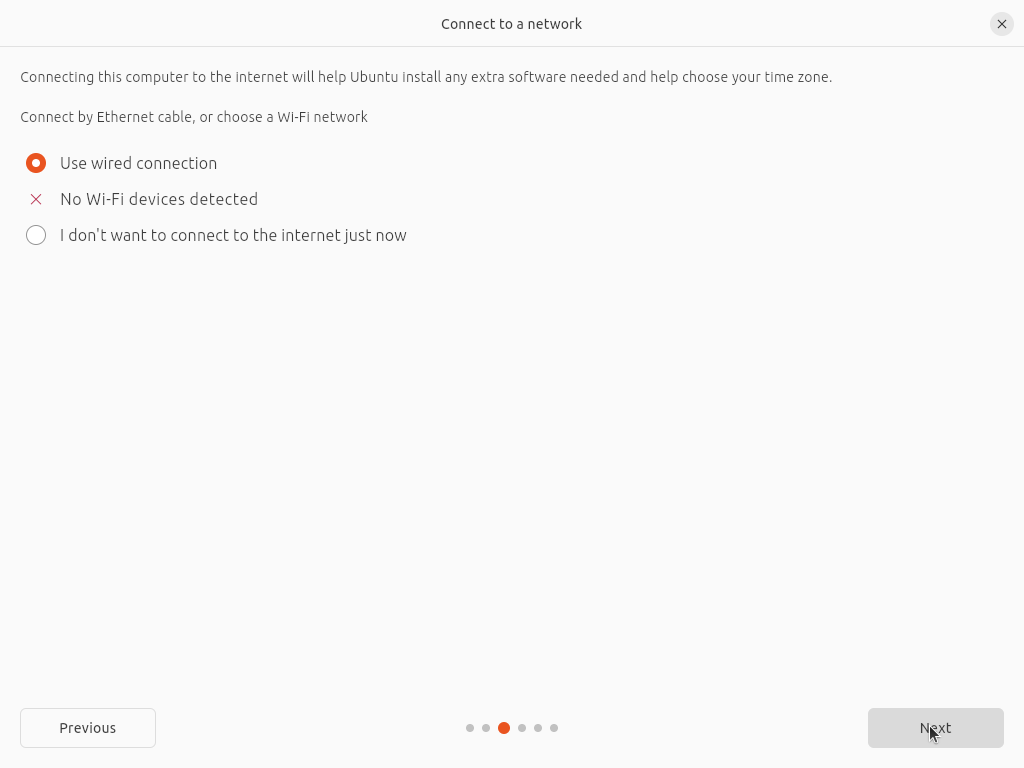 Connect to a network
Connecting this computer to the internet will help Ubuntu install any extra software needed and help choose your time zone.
Connect by Ethernet cable, or choose a Wi-Fi network
Use wired connection
No Wi-Fi devices detected
I don't want to connect to the internet just now
Previous
Next